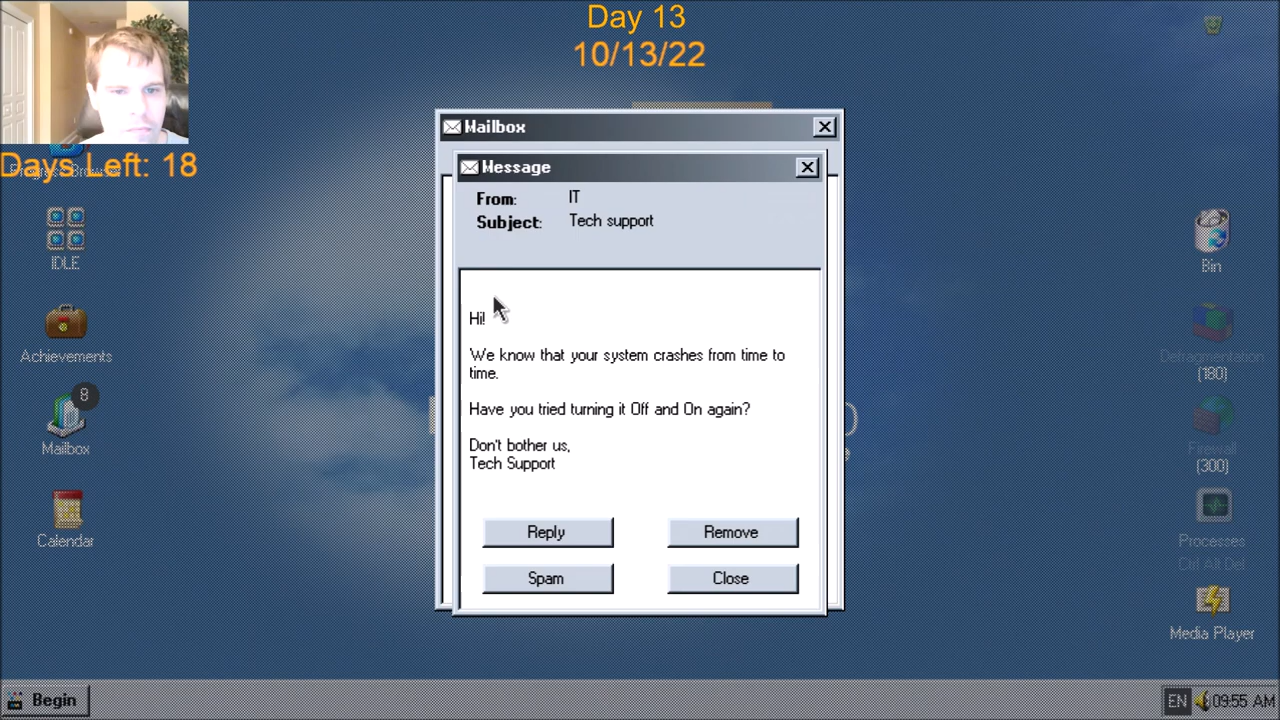 Day 13
10/13/22
Days Left: 18
IDLE
Achievements
8
Mailbox
Calendar
Mailbox
Message
From: IT
Subject: Tech support
Hi!
We know that your system crashes from time to
time.
Have you tried turning it Off and On again?
Don't bother us,
Tech Support
Reply
Remove
Spam
Close
Bin
Defragmentation
(180)
Firewall
(300)
Processes
Ctrl Alt Del
Media Player
Begin
EN
09:55 AM